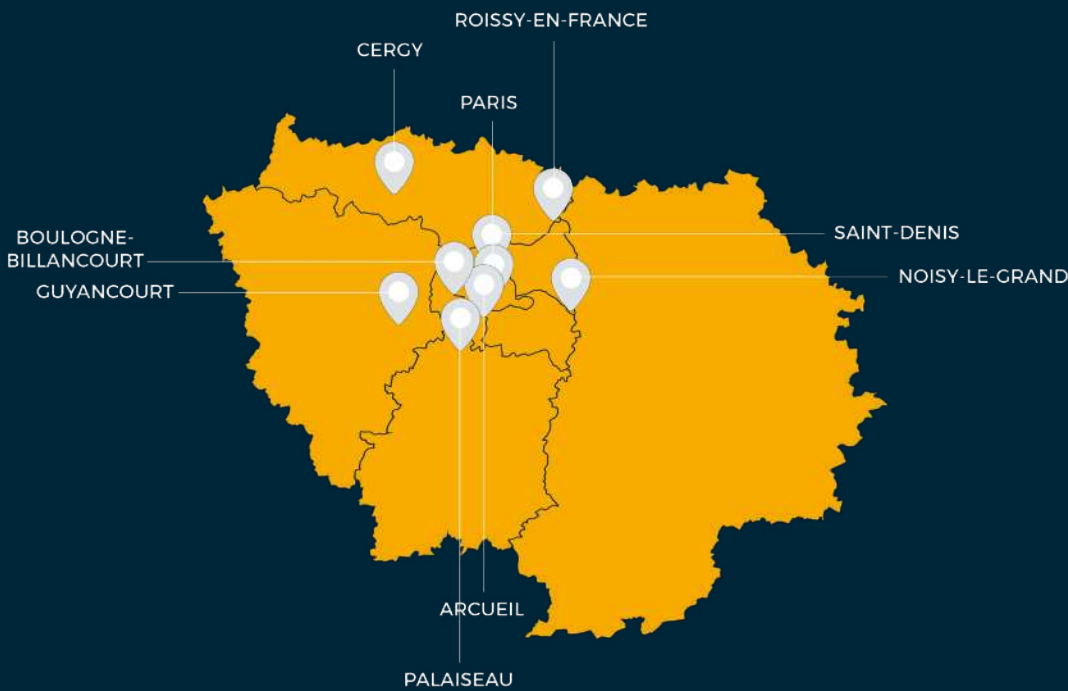 ROISSY-EN-FRANCE
CERGY
PARIS
SAINT-DENIS
BOULOGNE-
BILLANCOURT
NOISY-LE-GRAND
GUYANCOURT
ARCUEIL
PALAISEAU